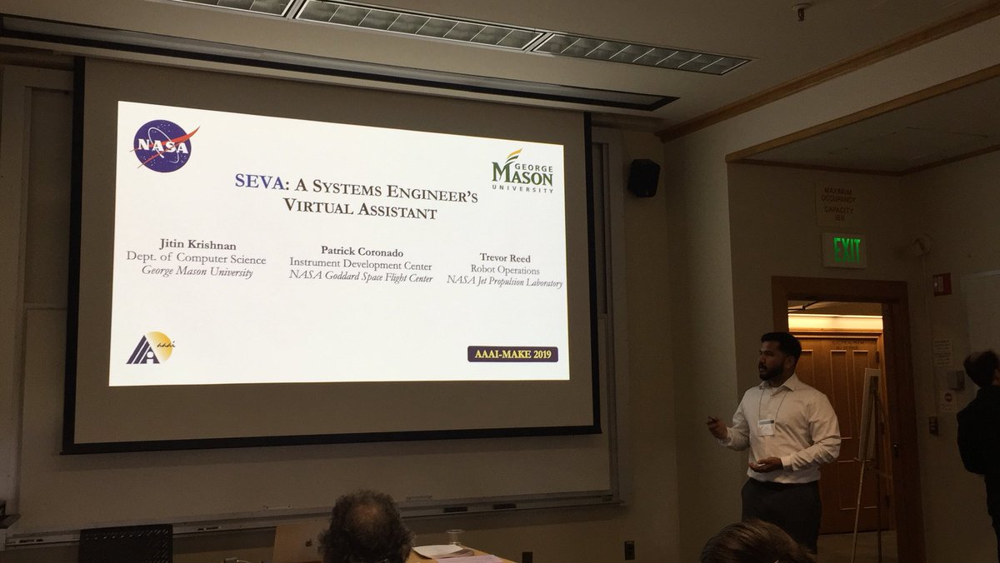 NASA
GEORGE
MASON
UNIVERSITY
SEVA: A SYSTEMS ENGINEER'S
VIRTUAL ASSISTANT
Jitin Krishnan
Dept. of Computer Science
George Mason University
Patrick Coronado
Instrument Development Center
NASA Goddard Space Flight Center
Trevor Reed
Robot Operations
NASA Jet Propulsion Laboratory
aaai
AAAI-MAKE 2019
MAXIMUM
OCCUPANCY
CAPACITY
EXIT